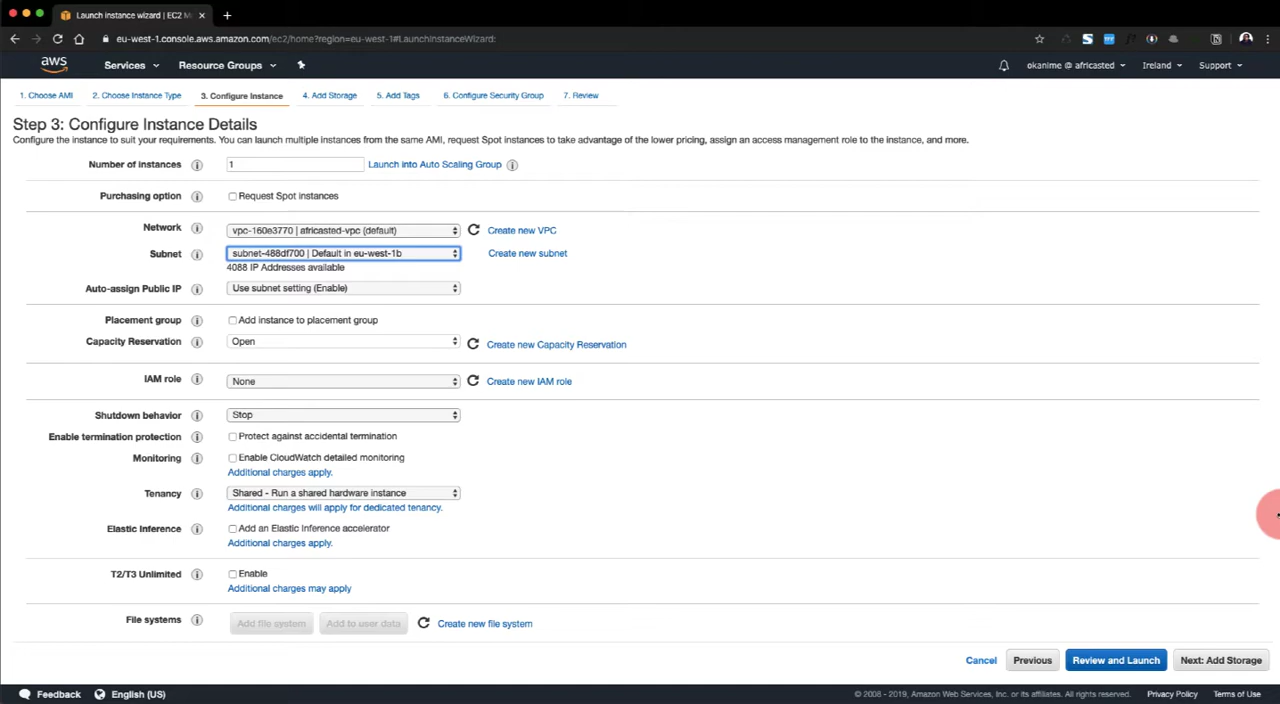 Launch instance wizard | EC2 M
eu-west-1.console.aws.amazon.com/ec2/home?region=eu-west-1#LaunchInstanceWizard:
aws Services Resource Groups okanime @ africasted Ireland Support
1. Choose AMI 2. Choose Instance Type 3. Configure Instance 4. Add Storage 5. Add Tags 6. Configure Security Group 7. Review
Step 3: Configure Instance Details
Configure the instance to suit your requirements. You can launch multiple instances from the same AMI, request Spot instances to take advantage of the lower pricing, assign an access management role to the instance, and more.
Number of instances 1 Launch into Auto Scaling Group
Purchasing option Request Spot instances
Network vpc-160e3770 | africasted-vpc (default) Create new VPC
Subnet subnet-488df700 | Default in eu-west-1b Create new subnet
4088 IP Addresses available
Auto-assign Public IP Use subnet setting (Enable)
Placement group Add instance to placement group
Capacity Reservation Open Create new Capacity Reservation
IAM role None Create new IAM role
Shutdown behavior Stop
Enable termination protection Protect against accidental termination
Monitoring Enable CloudWatch detailed monitoring
Additional charges apply.
Tenancy Shared - Run a shared hardware instance
Additional charges will apply for dedicated tenancy.
Elastic Inference Add an Elastic Inference accelerator
Additional charges apply.
T2/T3 Unlimited Enable
Additional charges may apply
File systems Add file system Add to user data Create new file system
Cancel Previous Review and Launch Next: Add Storage
Feedback English (US) © 2008 - 2019, Amazon Web Services, Inc. or its affiliates. All rights reserved. Privacy Policy Terms of Use